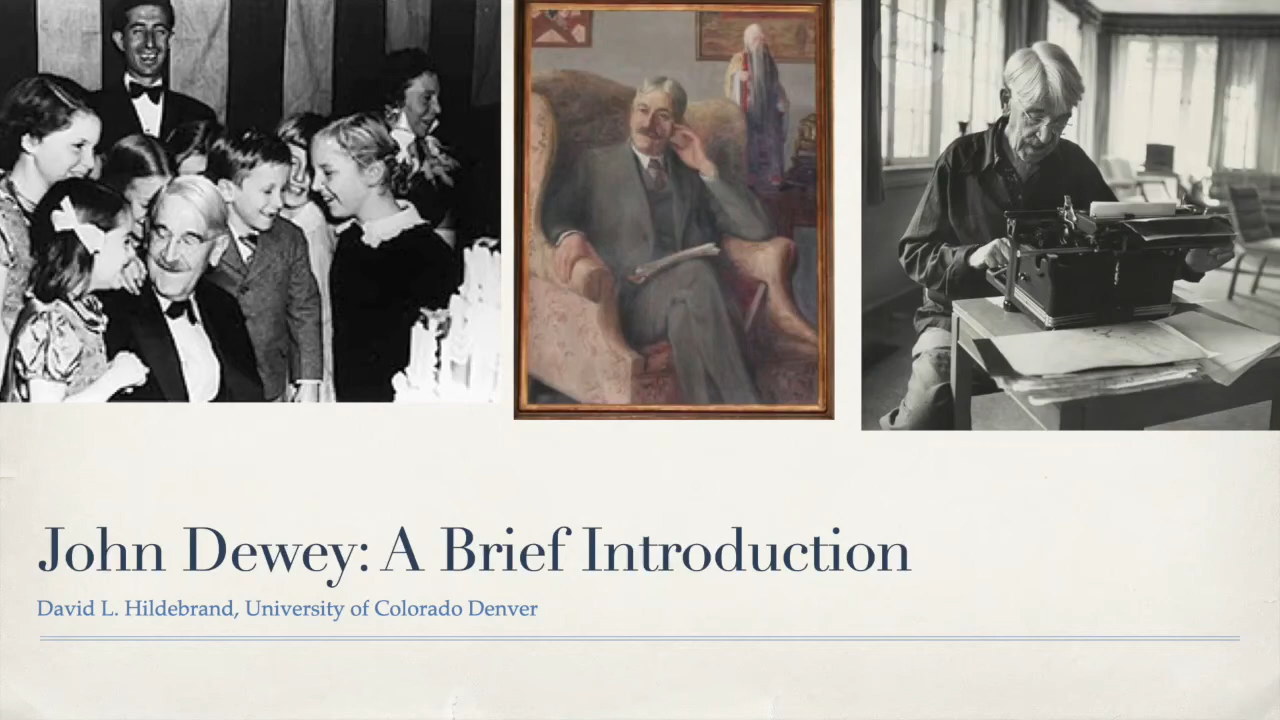 John Dewey: A Brief Introduction
David L. Hildebrand, University of Colorado Denver